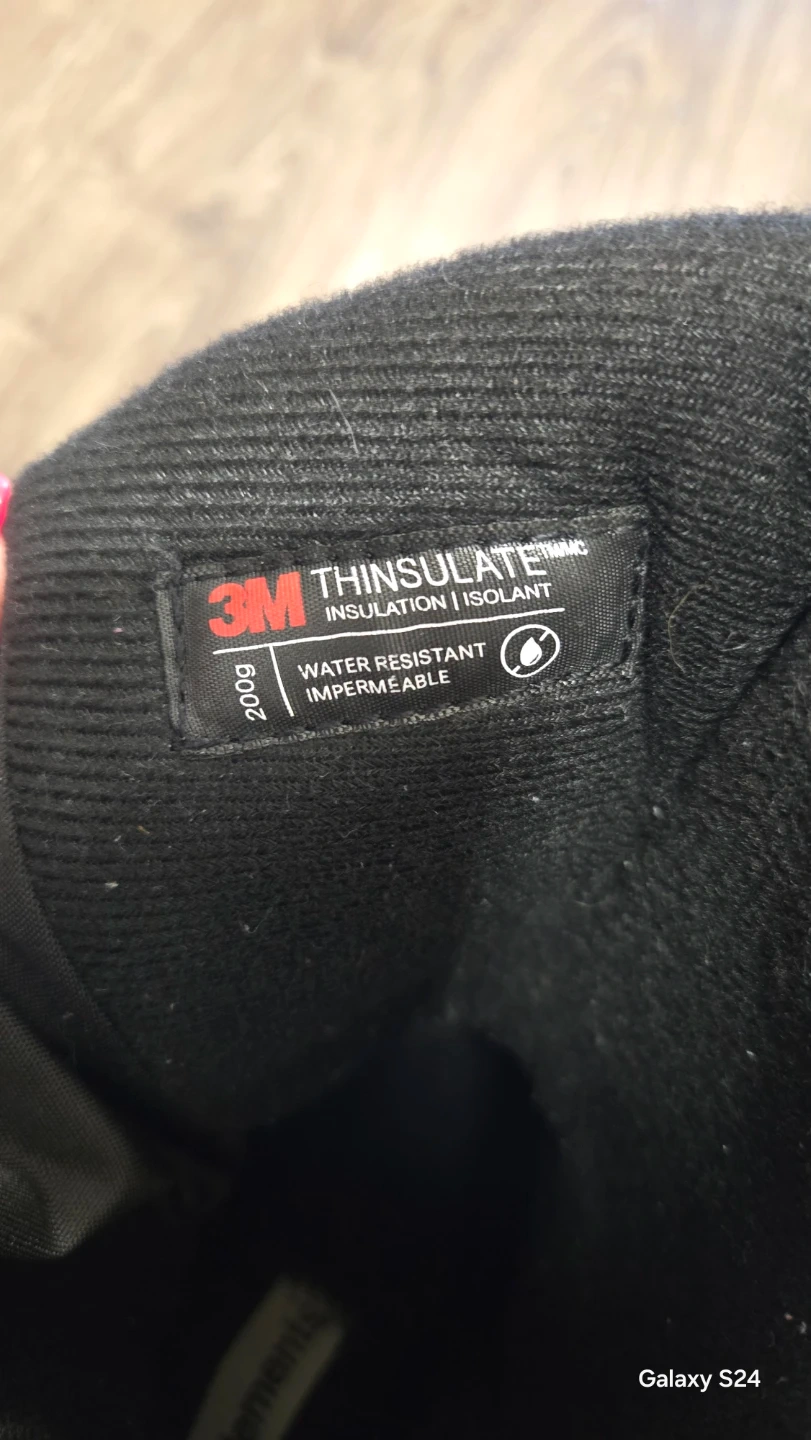 3M THINSULATE™MC
INSULATION | ISOLANT
200g
WATER RESISTANT
IMPERMÉABLE
Galaxy S24